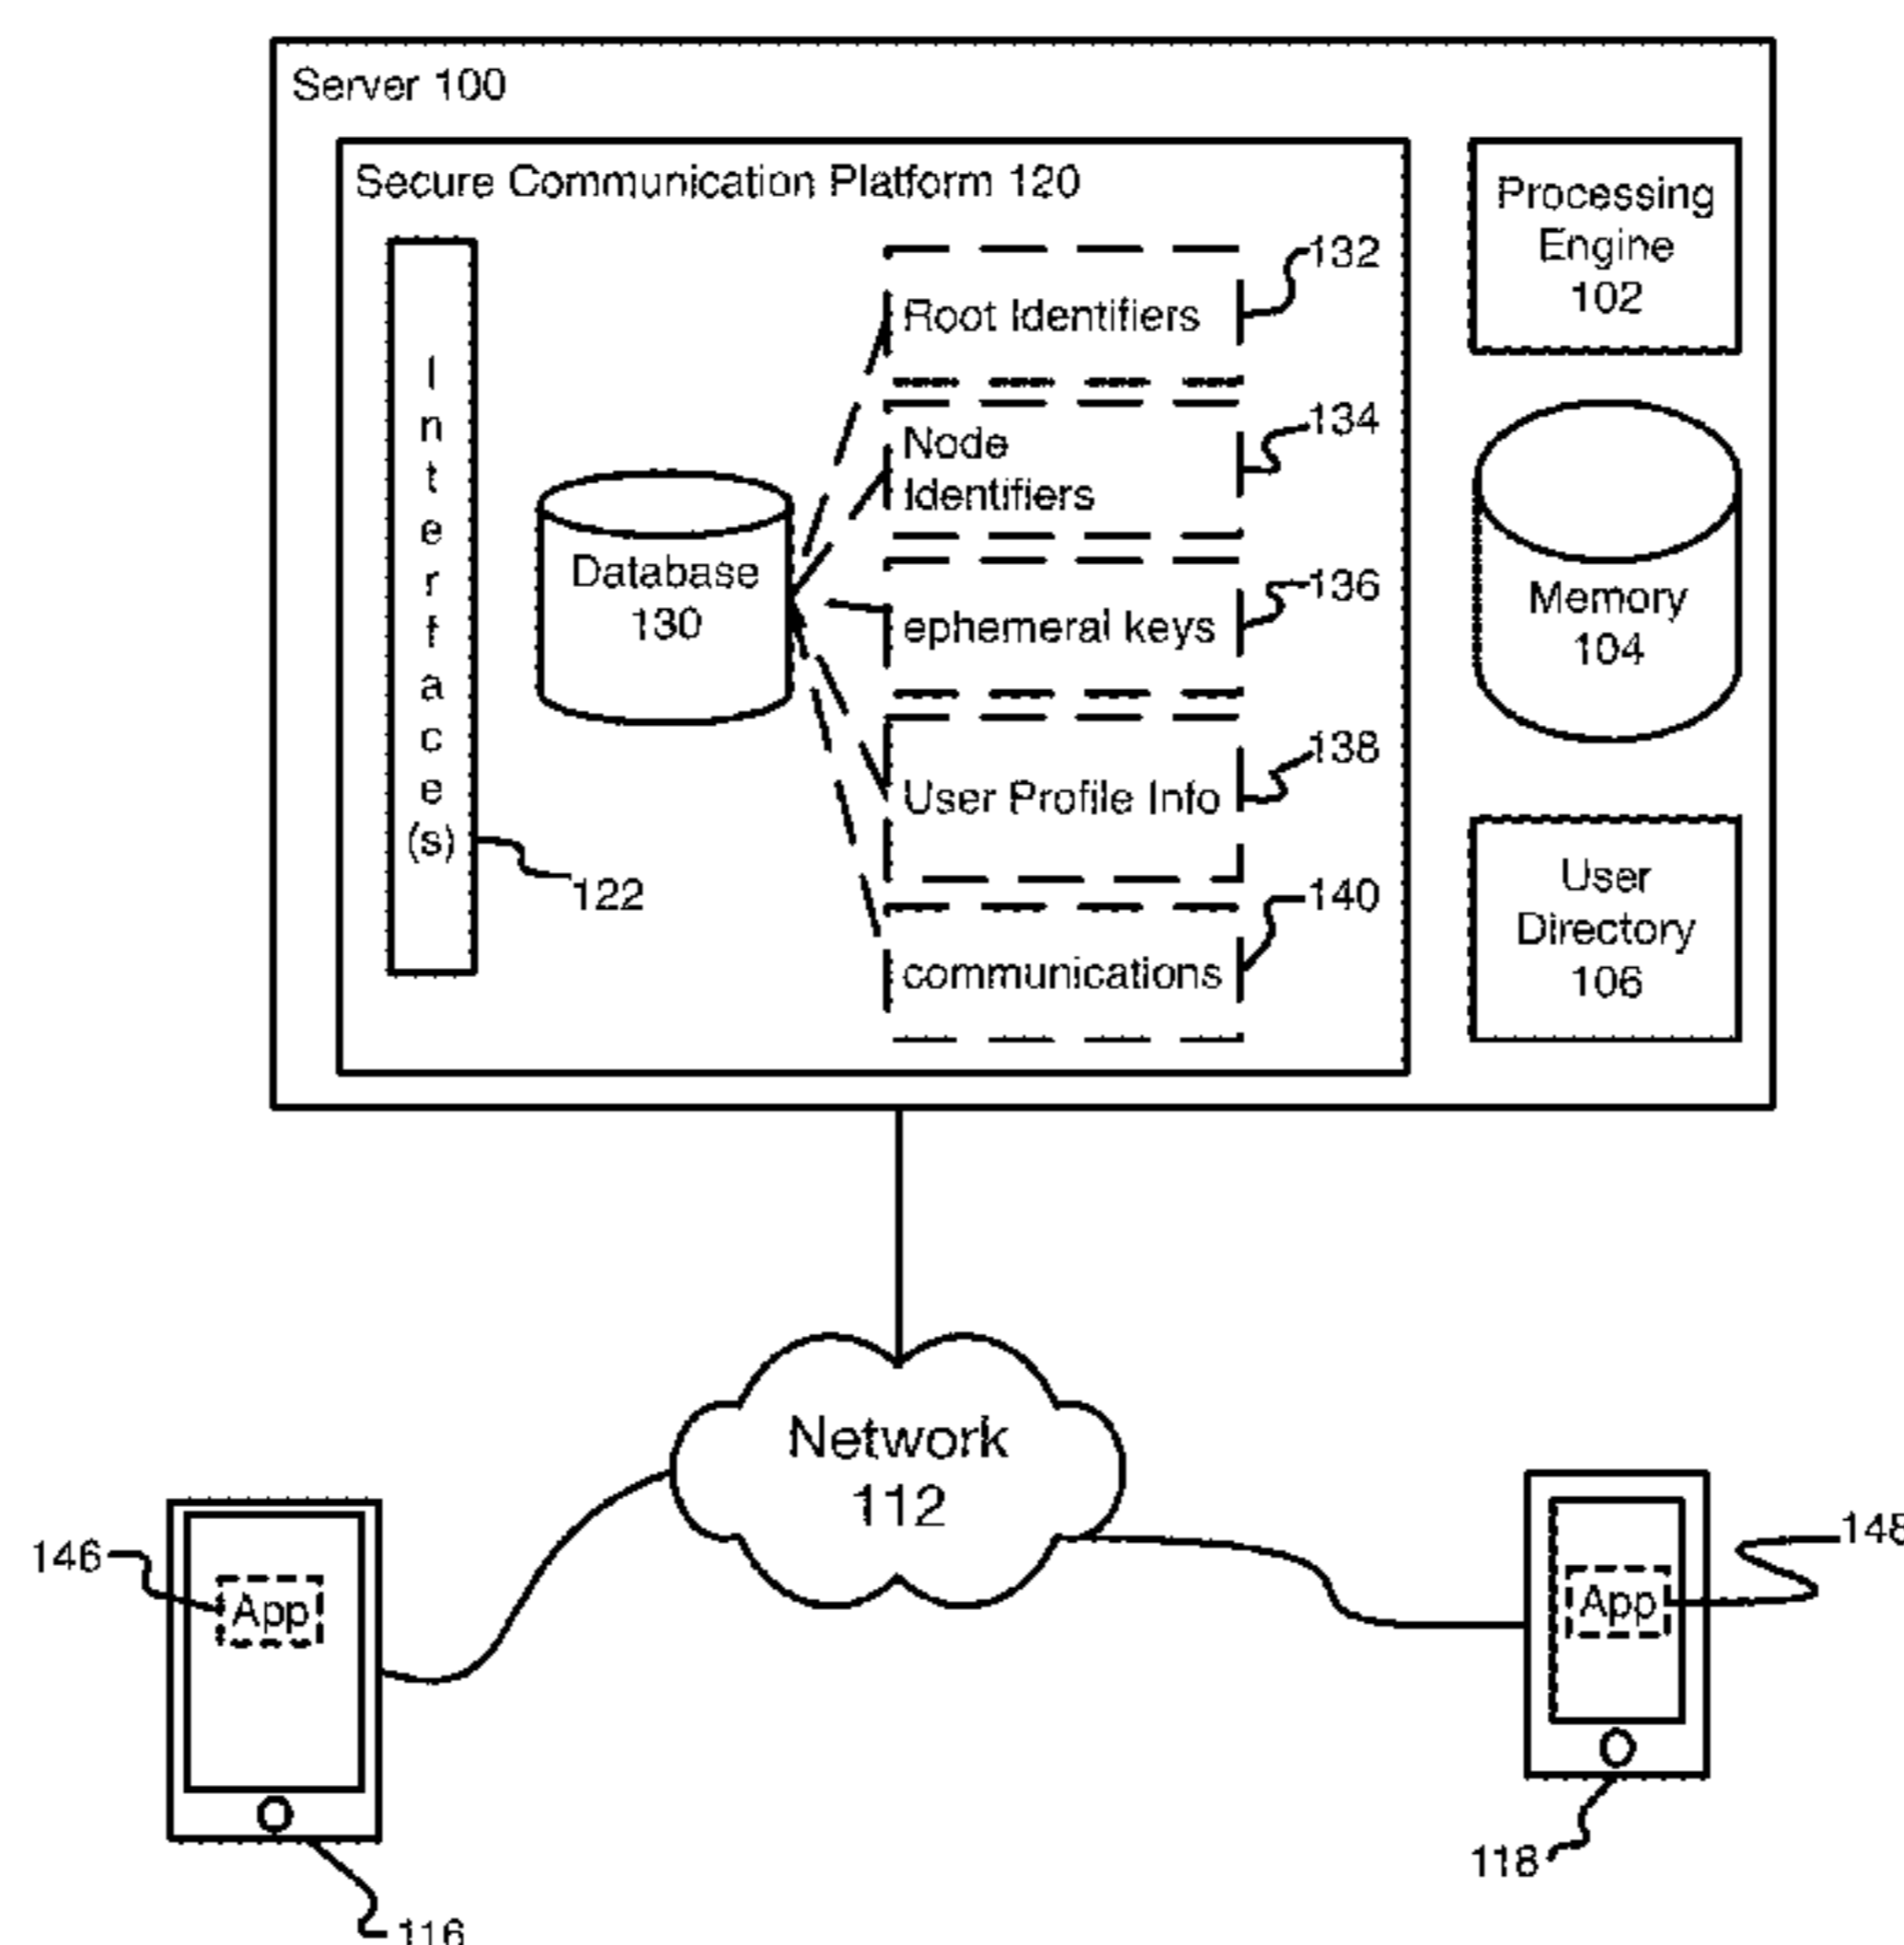 Server 100
Secure Communication Platform 120
Interface(s)
122
Database
130
Root Identifiers
132
Node
Identifiers
134
ephemeral keys
136
User Profile Info
138
communications
140
Processing
Engine
102
Memory
104
User
Directory
106
Network
112
146
App
116
App
148
118